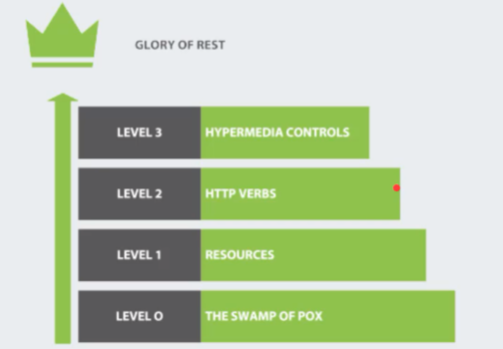 GLORY OF REST
LEVEL 3 HYPERMEDIA CONTROLS
LEVEL 2 HTTP VERBS
LEVEL 1 RESOURCES
LEVEL O THE SWAMP OF POX